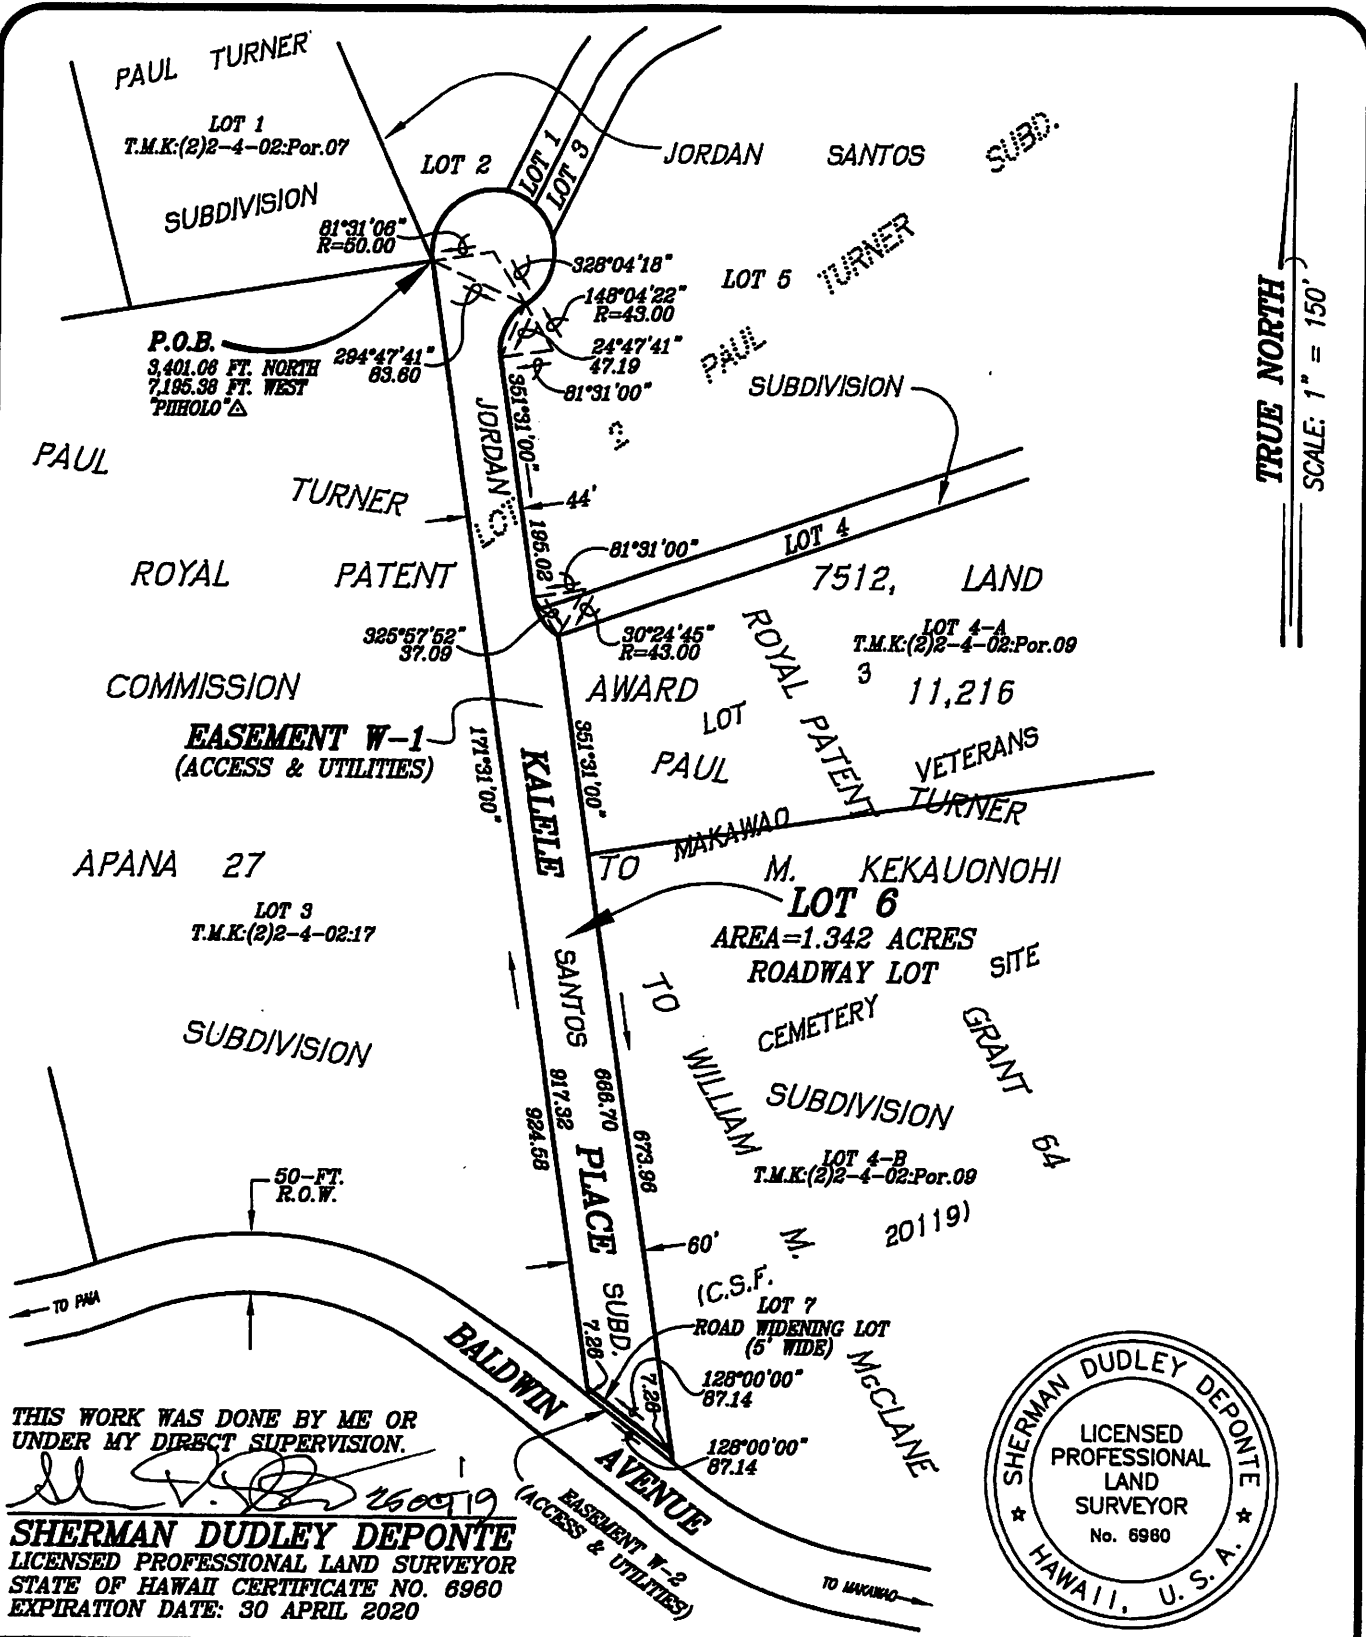 PAUL TURNER
LOT 1
T.M.K:(2)2-4-02:Por.07
SUBDIVISION
LOT 2
LOT 1
LOT 3
JORDAN SANTOS SUBD.
81°31'06"
R=50.00
328°04'18"
LOT 5
TURNER
148°04'22"
R=43.00
P.O.B.
3,401.06 FT. NORTH
7,195.38 FT. WEST
"PIIHOLO"△
294°47'41"
83.60
24°47'41"
47.19
81°31'00"
PAUL
SUBDIVISION
TRUE NORTH
SCALE: 1" = 150'
JORDAN
351°31'00"
195.02
PAUL
TURNER
LOT
44'
81°31'00"
LOT 4
ROYAL PATENT 7512, LAND
325°57'52"
37.09
30°24'45"
R=43.00
LOT 4-A
T.M.K:(2)2-4-02:Por.09
COMMISSION AWARD 11,216
3
LOT
ROYAL PATENT
EASEMENT W-1
(ACCESS & UTILITIES)
171°31'00"
KALELE
351°31'00"
PAUL
VETERANS
TURNER
MAKAWAO
APANA 27 TO M. KEKAUONOHI
LOT 3
T.M.K:(2)2-4-02:17
LOT 6
AREA=1.342 ACRES
ROADWAY LOT
SITE
SANTOS
TO
CEMETERY
GRANT 64
SUBDIVISION
WILLIAM
SUBDIVISION
917.32
924.58
666.70
673.96
PLACE
LOT 4-B
T.M.K:(2)2-4-02:Por.09
50-FT.
R.O.W.
60'
M.
20119)
(C.S.F.
SUBD.
LOT 7
ROAD WIDENING LOT
(5' WIDE)
TO PAIA
7.26
7.26
128°00'00"
87.14
McCLANE
BALDWIN
AVENUE
128°00'00"
87.14
EASEMENT W-2
(ACCESS & UTILITIES)
TO MAKAWAO
THIS WORK WAS DONE BY ME OR
UNDER MY DIRECT SUPERVISION.
SHERMAN DUDLEY DEPONTE
LICENSED PROFESSIONAL LAND SURVEYOR
STATE OF HAWAII CERTIFICATE NO. 6960
EXPIRATION DATE: 30 APRIL 2020
SHERMAN DUDLEY DEPONTE
LICENSED
PROFESSIONAL
LAND
SURVEYOR
No. 6960
HAWAII, U. S. A.